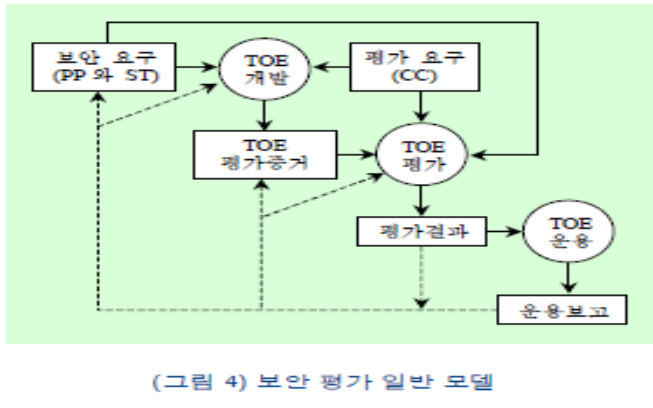 보안 요구
(PP 와 ST)
TOE
개발
평가 요구
(CC)
TOE
평가증거
TOE
평가
평가결과
TOE
운용
운용보고
(그림 4) 보안 평가 일반 모델